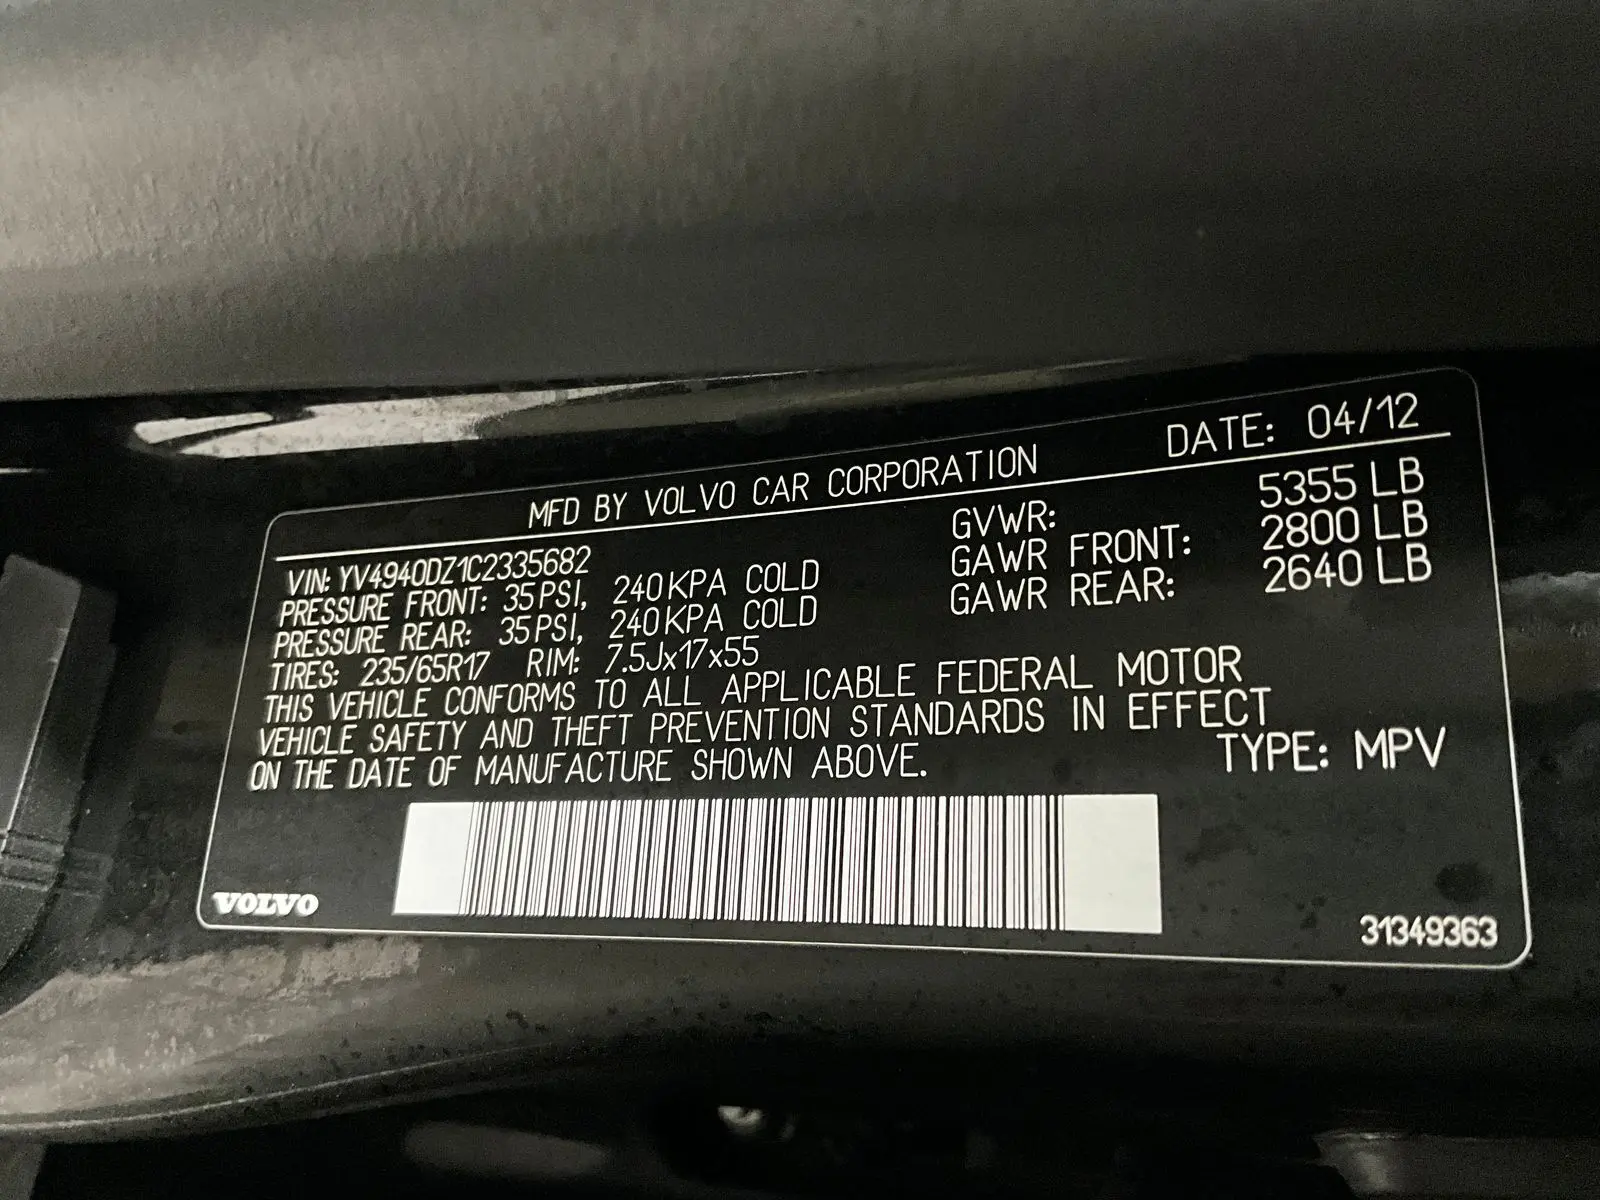 MFD BY VOLVO CAR CORPORATION DATE: 04/12
VIN: YV4940DZ1C2335682 GVWR: 5355 LB
PRESSURE FRONT: 35 PSI, 240 KPA COLD GAWR FRONT: 2800 LB
PRESSURE REAR: 35 PSI, 240 KPA COLD GAWR REAR: 2640 LB
TIRES: 235/65R17 RIM: 7.5Jx17x55
THIS VEHICLE CONFORMS TO ALL APPLICABLE FEDERAL MOTOR
VEHICLE SAFETY AND THEFT PREVENTION STANDARDS IN EFFECT
ON THE DATE OF MANUFACTURE SHOWN ABOVE. TYPE: MPV
VOLVO 31349363